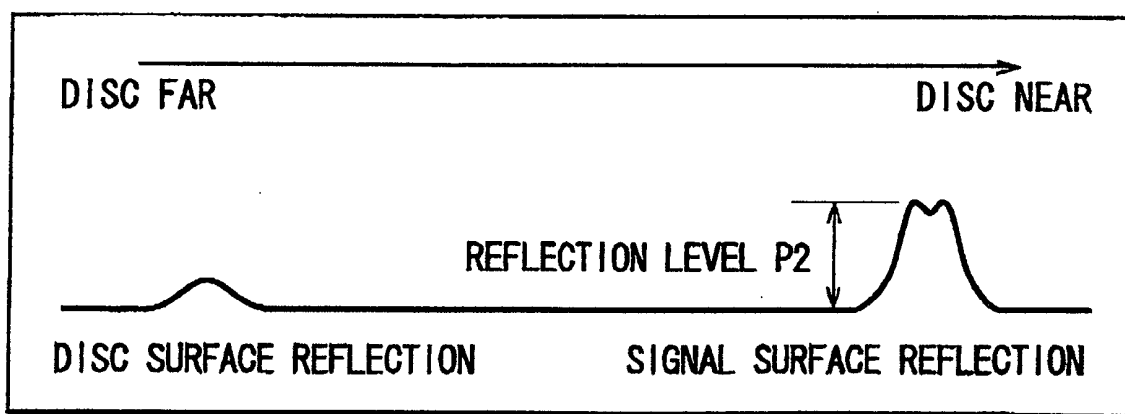 DISC FAR
DISC NEAR
REFLECTION LEVEL P2
DISC SURFACE REFLECTION
SIGNAL SURFACE REFLECTION